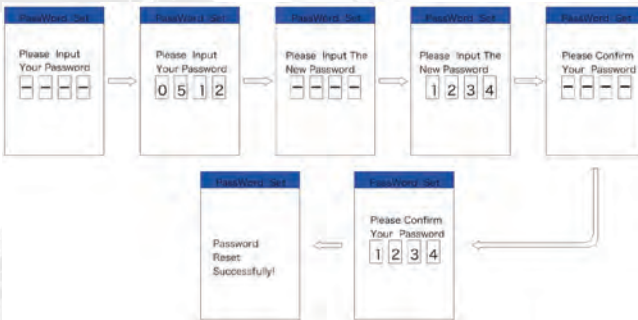 PassWord Set
Please Input
Your Password
– – – –
PassWord Set
Please Input
Your Password
0 5 1 2
PassWord Set
Please Input The
New Password
– – – –
PassWord Set
Please Input The
New Password
1 2 3 4
PassWord Set
Please Confirm
Your Password
– – – –
PassWord Set
Please Confirm
Your Password
1 2 3 4
PassWord Set
Password
Reset
Successfully!